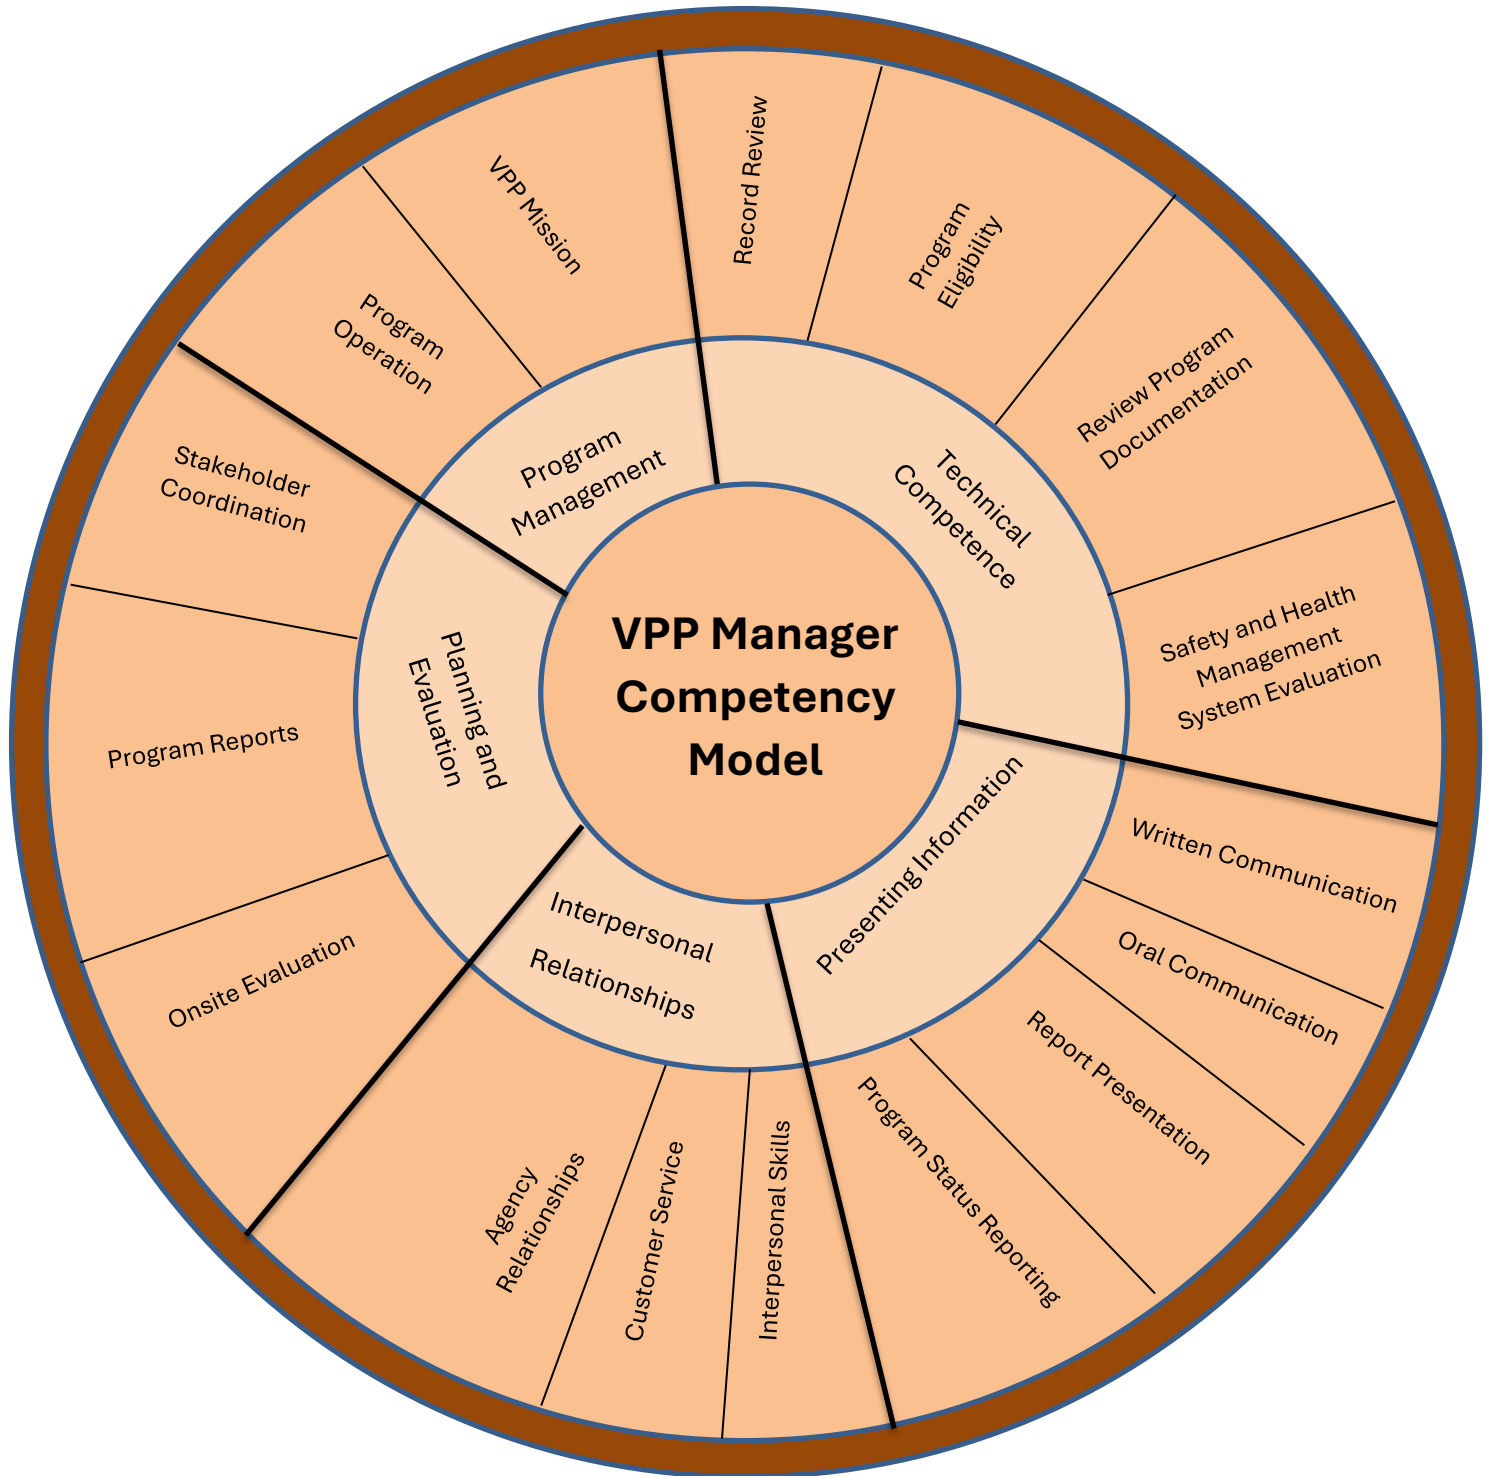 VPP Manager
Competency
Model
Technical
Competence
Presenting Information
Interpersonal
Relationships
Planning and
Evaluation
Program
Management
Record Review
Program
Eligibility
Review Program
Documentation
Safety and Health
Management
System Evaluation
Written Communication
Oral Communication
Report Presentation
Program Status Reporting
Interpersonal Skills
Customer Service
Agency
Relationships
Onsite Evaluation
Program Reports
Stakeholder
Coordination
Program
Operation
VPP Mission